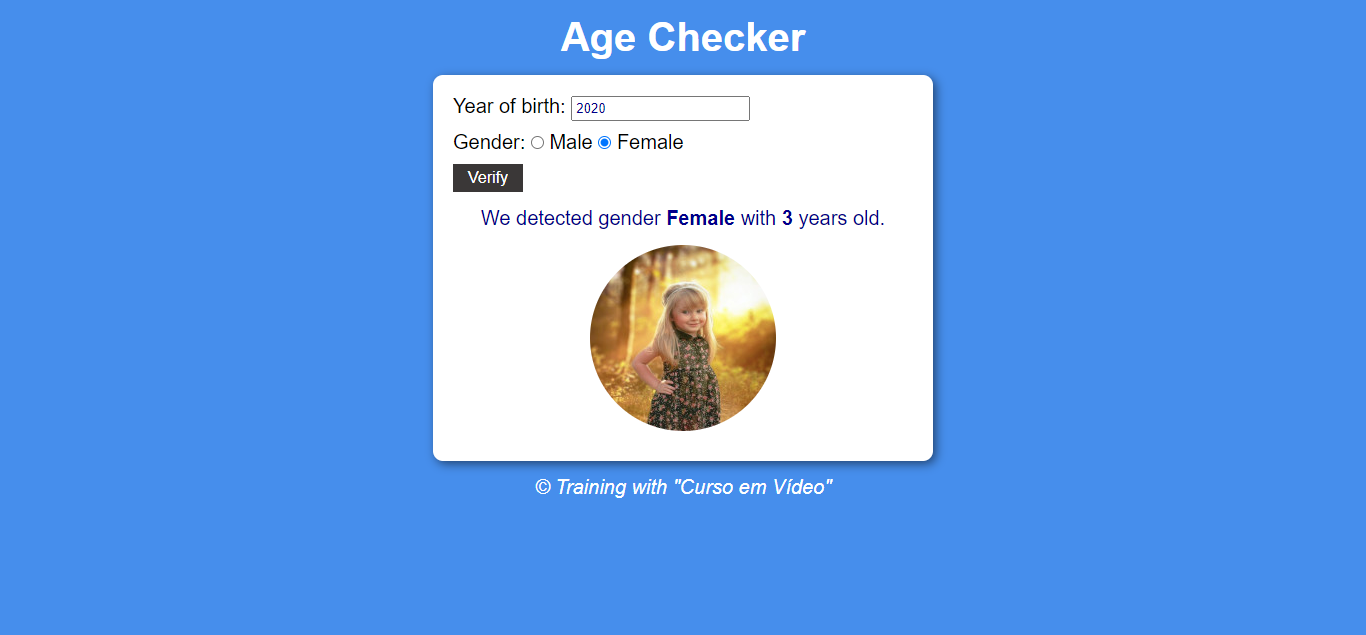 Age Checker
Year of birth: 2020
Gender: Male Female
Verify
We detected gender Female with 3 years old.
© Training with "Curso em Vídeo"